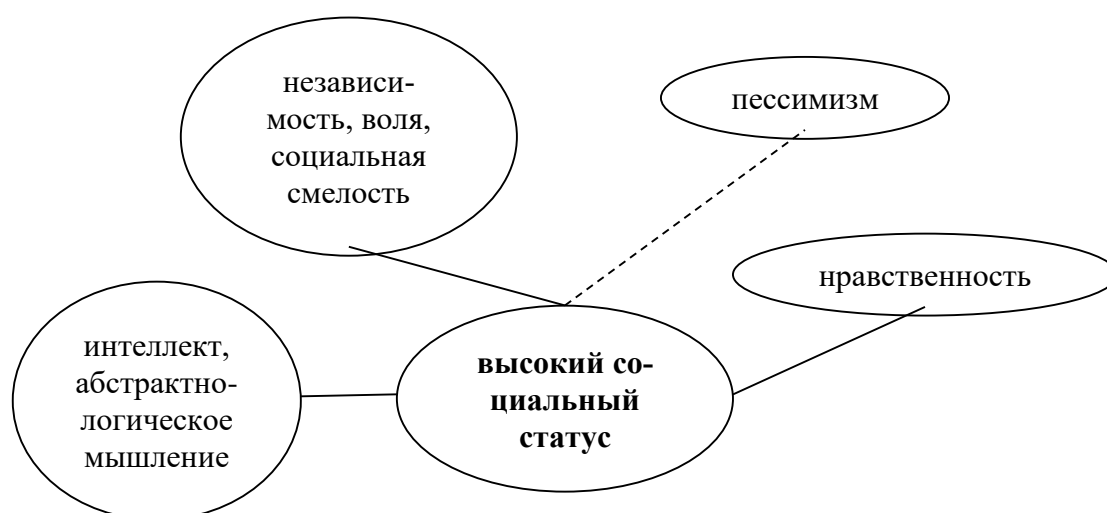 независи-
мость, воля,
социальная
смелость
пессимизм
нравственность
интеллект,
абстрактно-
логическое
мышление
высокий со-
циальный
статус